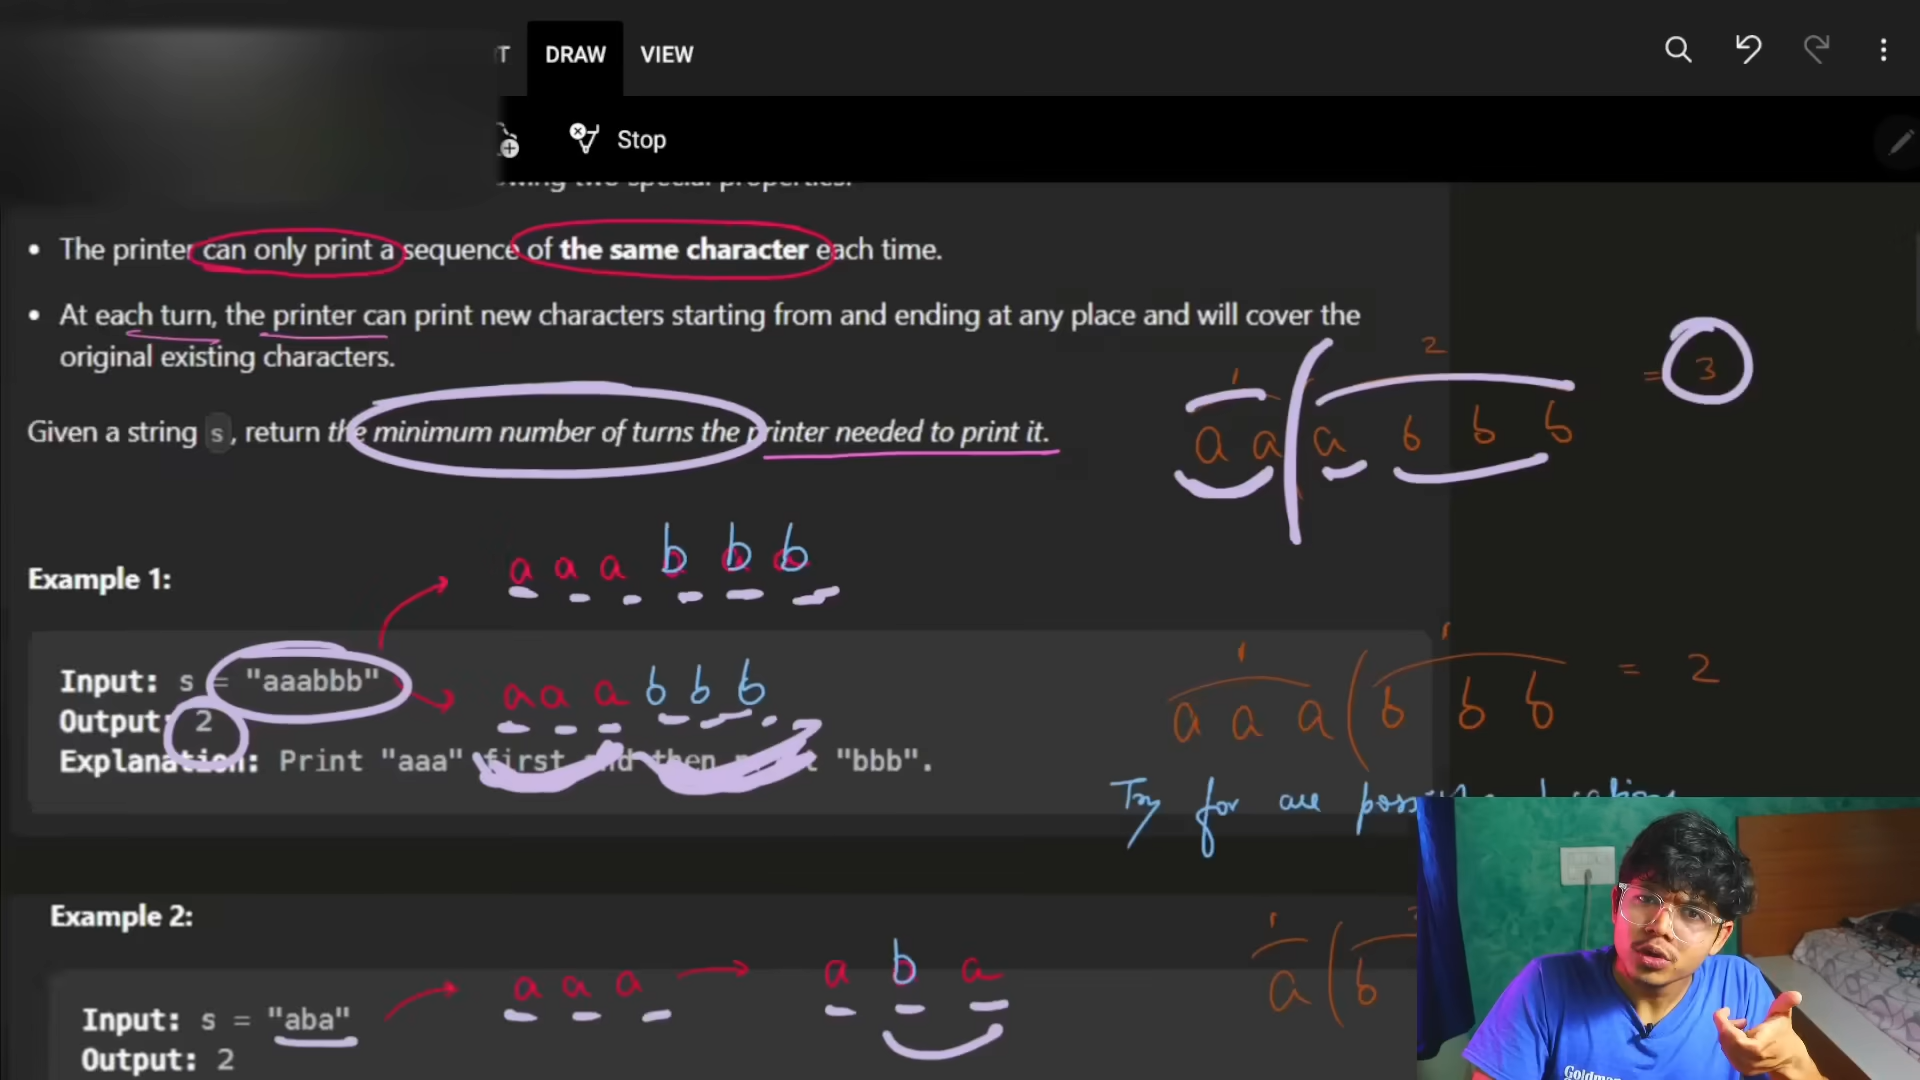 DRAW VIEW
Stop
• The printer can only print a sequence of the same character each time.
• At each turn, the printer can print new characters starting from and ending at any place and will cover the
original existing characters.
2
1
= 3
a a a b b b
Given a string s, return the minimum number of turns the printer needed to print it.
a a a b b b
Example 1:
1 1
a a a ( b b b = 2
Input: s = "aaabbb"
a a a b b b
Output: 2
Explanation: Print "aaa" first and then "bbb".
Try for all
Example 2:
1
a a a a b a
a ( b
Input: s = "aba"
Output: 2